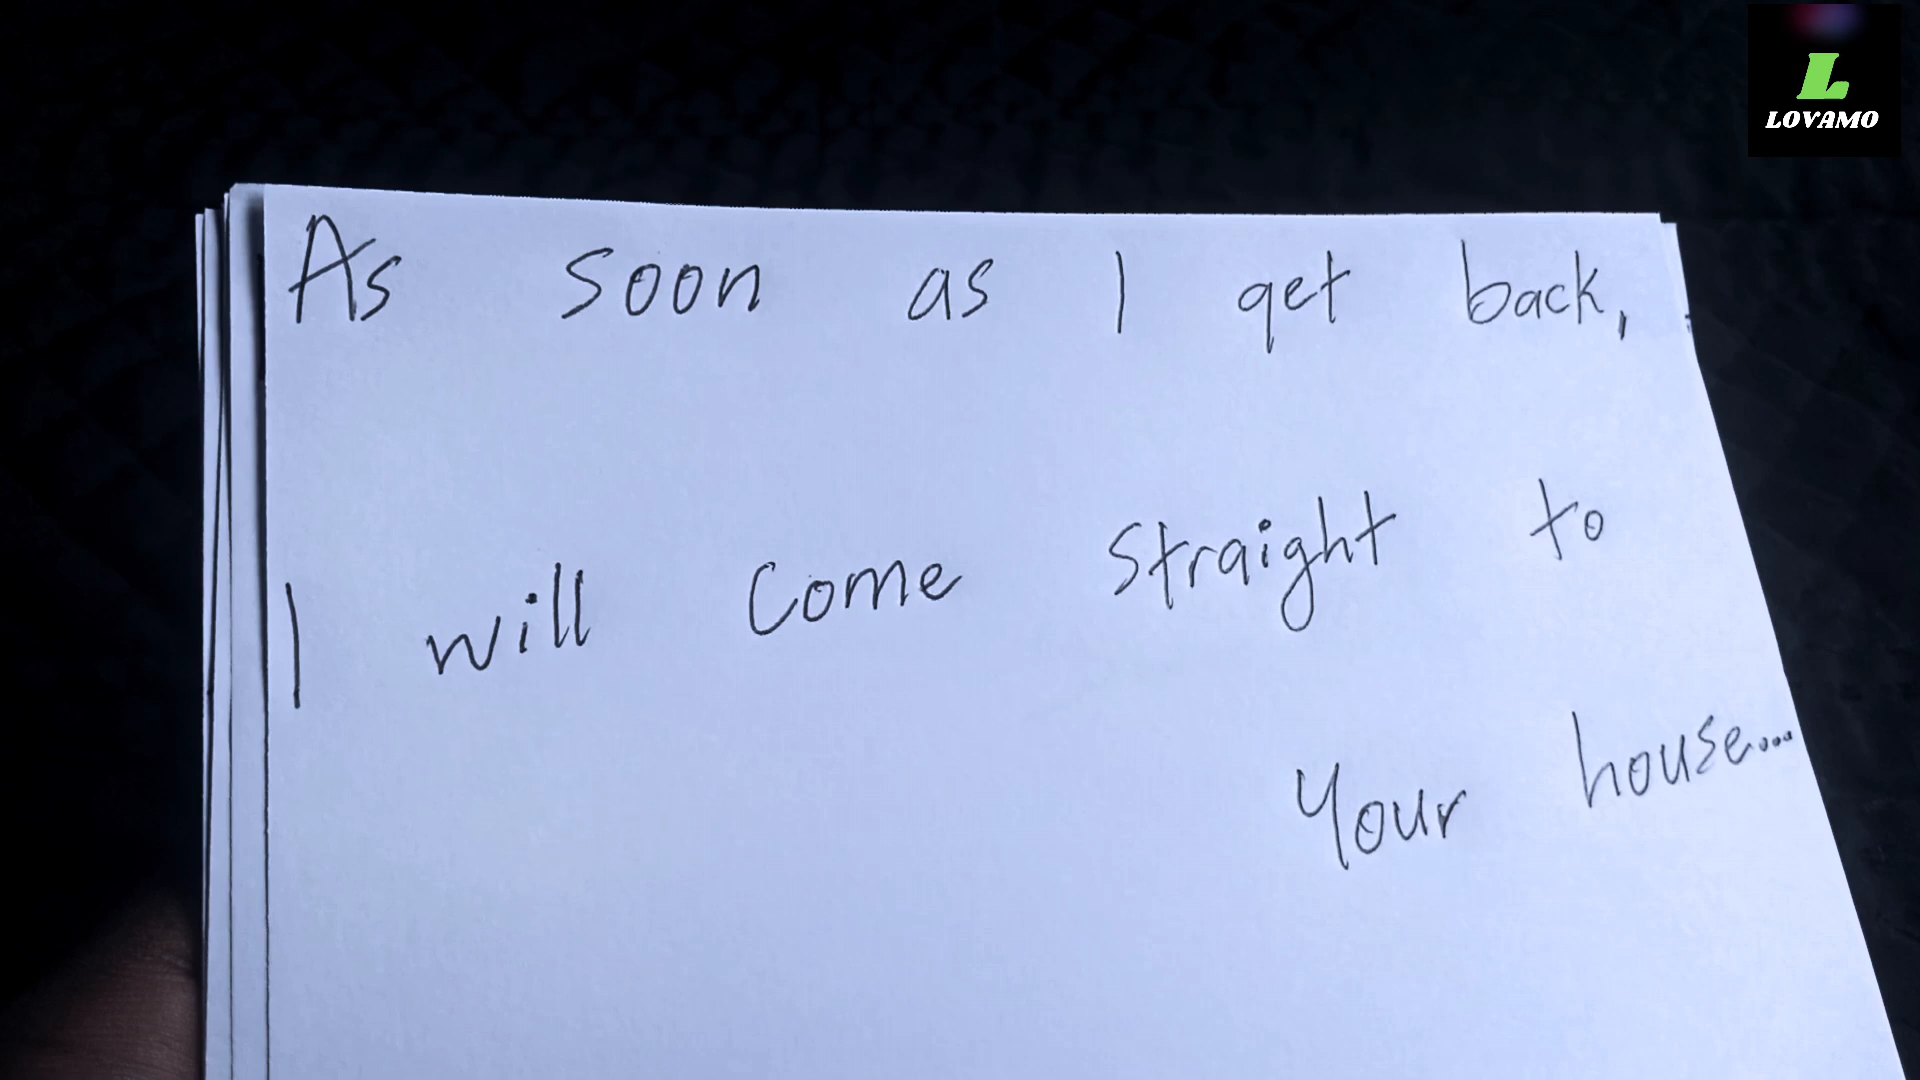 L
LOVAMO
As soon as I get back,
I will come straight to
your house...